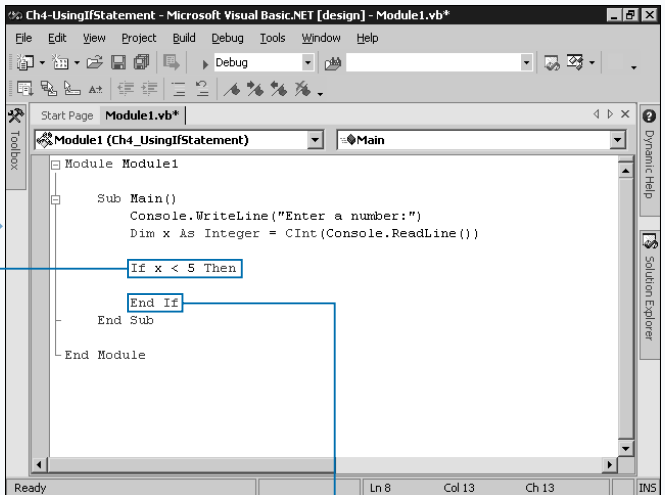 Ch4-UsingIfStatement - Microsoft Visual Basic.NET [design] - Module1.vb*
File Edit View Project Build Debug Tools Window Help
Debug
Start Page Module1.vb*
Module1 (Ch4_UsingIfStatement) Main
Module Module1
Sub Main()
Console.WriteLine("Enter a number:")
Dim x As Integer = CInt(Console.ReadLine())
If x < 5 Then
End If
End Sub
End Module
Toolbox
Dynamic Help
Solution Explorer
Ready Ln 8 Col 13 Ch 13 INS